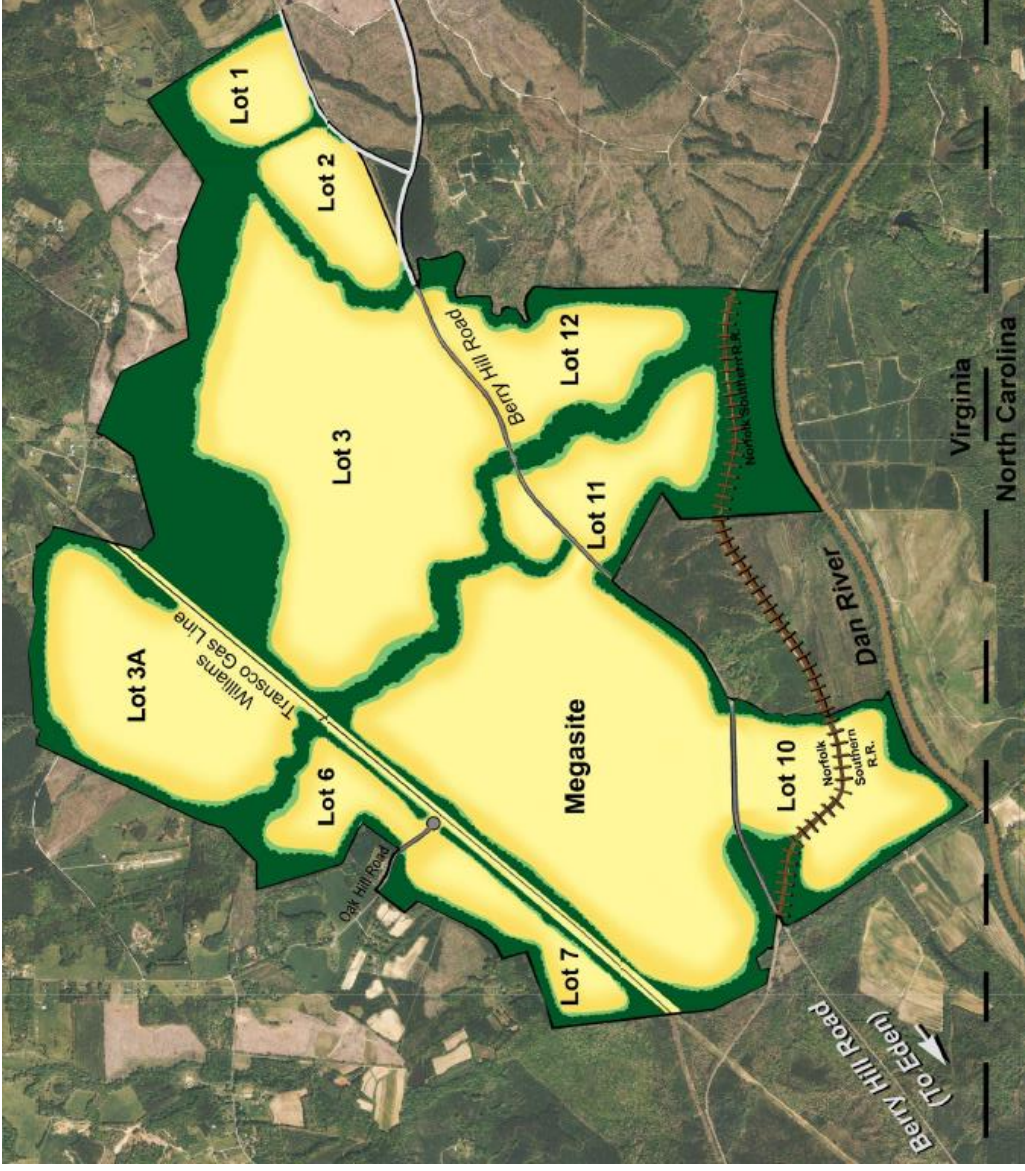 Lot 3A
Williams
Transco Gas Line
Lot 1
Lot 2
Lot 6
Oak Hill Road
Lot 3
Lot 7
Berry Hill Road
Megasite
Lot 11
Lot 12
Lot 10
Norfolk
Southern
R.R.
Norfolk Southern R.R.
Dan River
Berry Hill Road
(To Eden)
Virginia
North Carolina